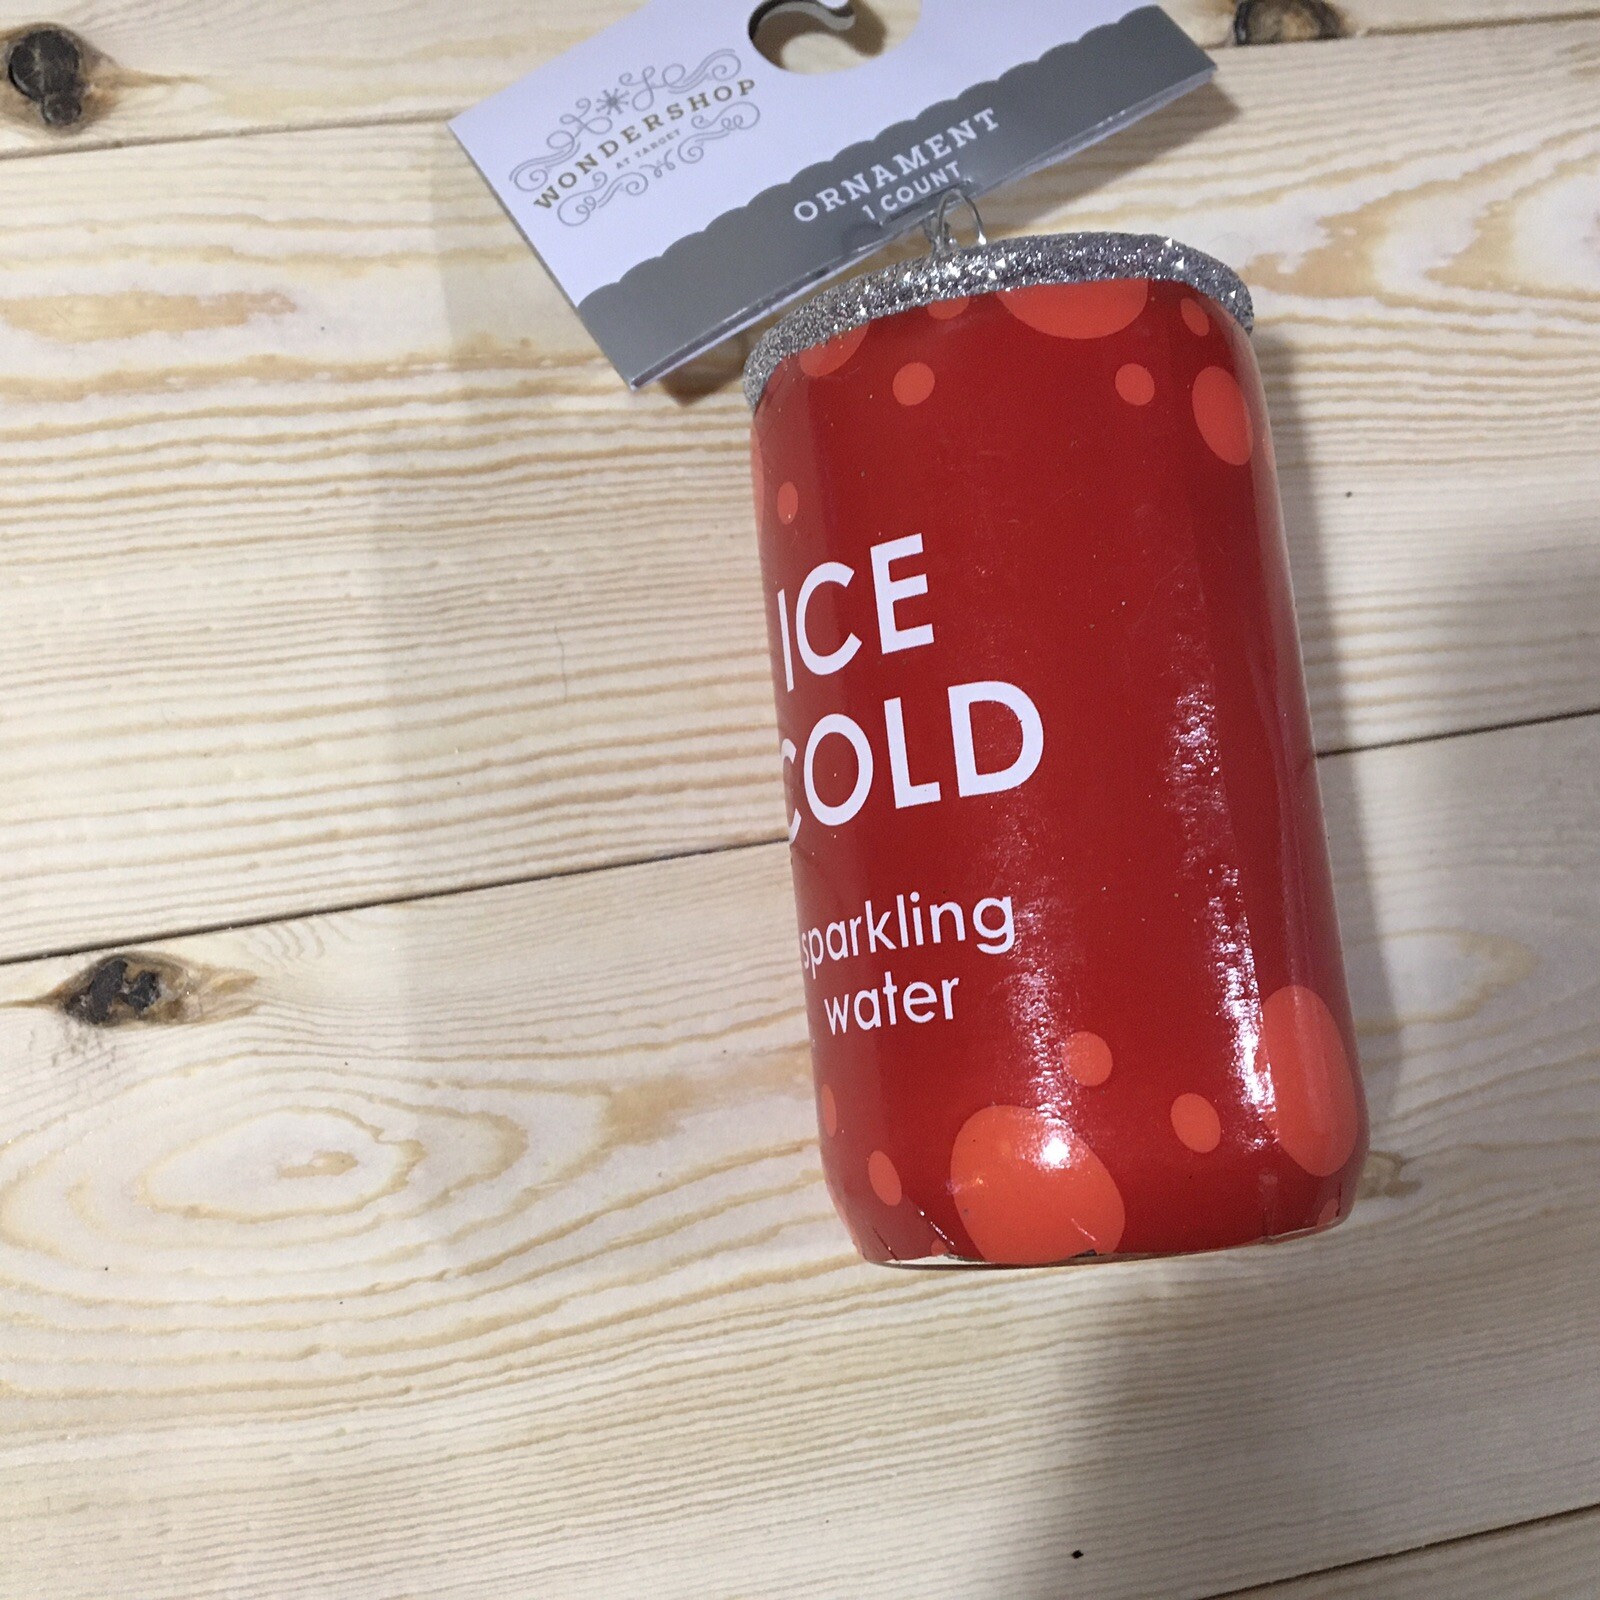 WONDERSHOP
AT TARGET
ORNAMENT
1 COUNT
ICE
COLD
sparkling
water